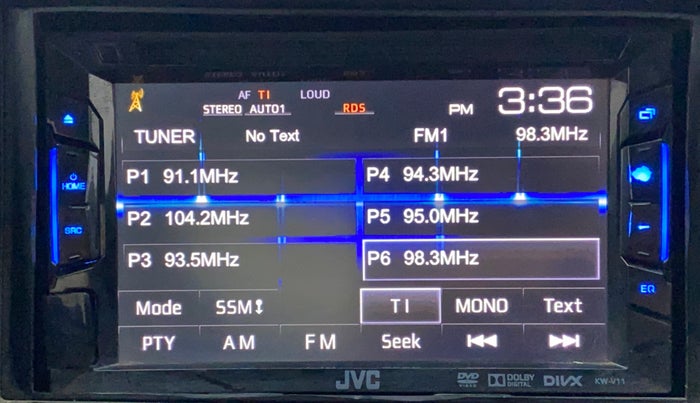 AF TI LOUD
STEREO AUTO1 RDS PM 3:36
TUNER No Text FM1 98.3MHz
P1 91.1MHz P4 94.3MHz
HOME
P2 104.2MHz P5 95.0MHz
SRC
P3 93.5MHz P6 98.3MHz
EQ
Mode SSM TI MONO Text
PTY AM FM Seek
JVC DVD VIDEO DOLBY DIGITAL DIVX KW-V11